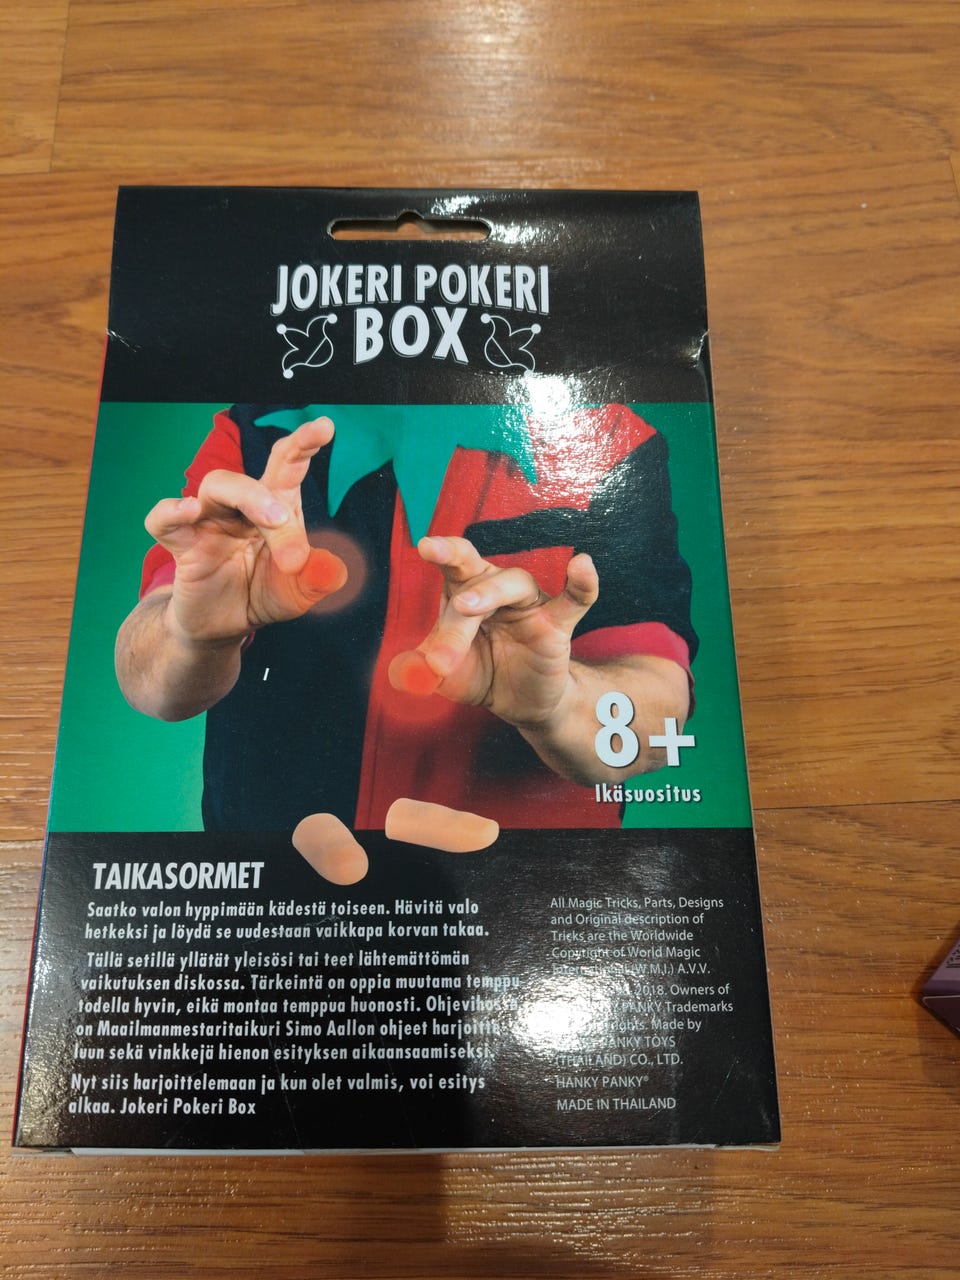 JOKERI POKERI
BOX
8+
Ikäsuositus
TAIKASORMET
Saatko valon hyppimään kädestä toiseen. Hävitä valo
hetkeksi ja löydä se uudestaan vaikkapa korvan takaa.
Tällä setillä yllätät yleisösi tai teet lähtemättömän
vaikutuksen diskossa. Tärkeintä on oppia muutama temppu
todella hyvin, eikä montaa temppua huonosti.
on Maailmanmestaritaikuri Simo Aallon ohjeet harjoitte
luun sekä vinkkejä hienon esityksen aikaansaamiseksi.
Nyt siis harjoittelemaan ja kun olet valmis, voi esitys
alkaa. Jokeri Pokeri Box
All Magic Tricks, Parts, Designs
and Original description of
Tricks are the Worldwide
Copyright of World Magic
International (W.M.I.) A.V.V.
2018. Owners of
PANKY Trademarks
rights. Made by
PANKY TOYS
(THAILAND) CO., LTD.
HANKY PANKY®
MADE IN THAILAND